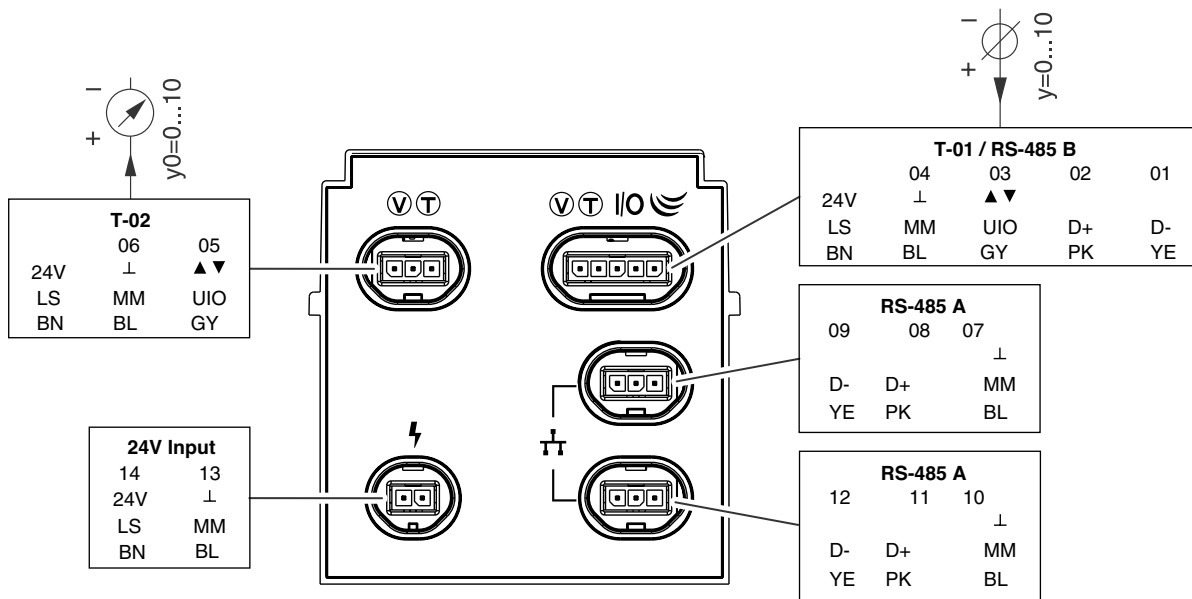 −
+
y0=0...10
−
+
y=0...10
T-02
06 05
24V ⊥ ▲▼
LS MM UIO
BN BL GY
V T
V T I/O
T-01 / RS-485 B
04 03 02 01
24V ⊥ ▲▼
LS MM UIO D+ D-
BN BL GY PK YE
RS-485 A
09 08 07
⊥
D- D+ MM
YE PK BL
24V Input
14 13
24V ⊥
LS MM
BN BL
RS-485 A
12 11 10
⊥
D- D+ MM
YE PK BL